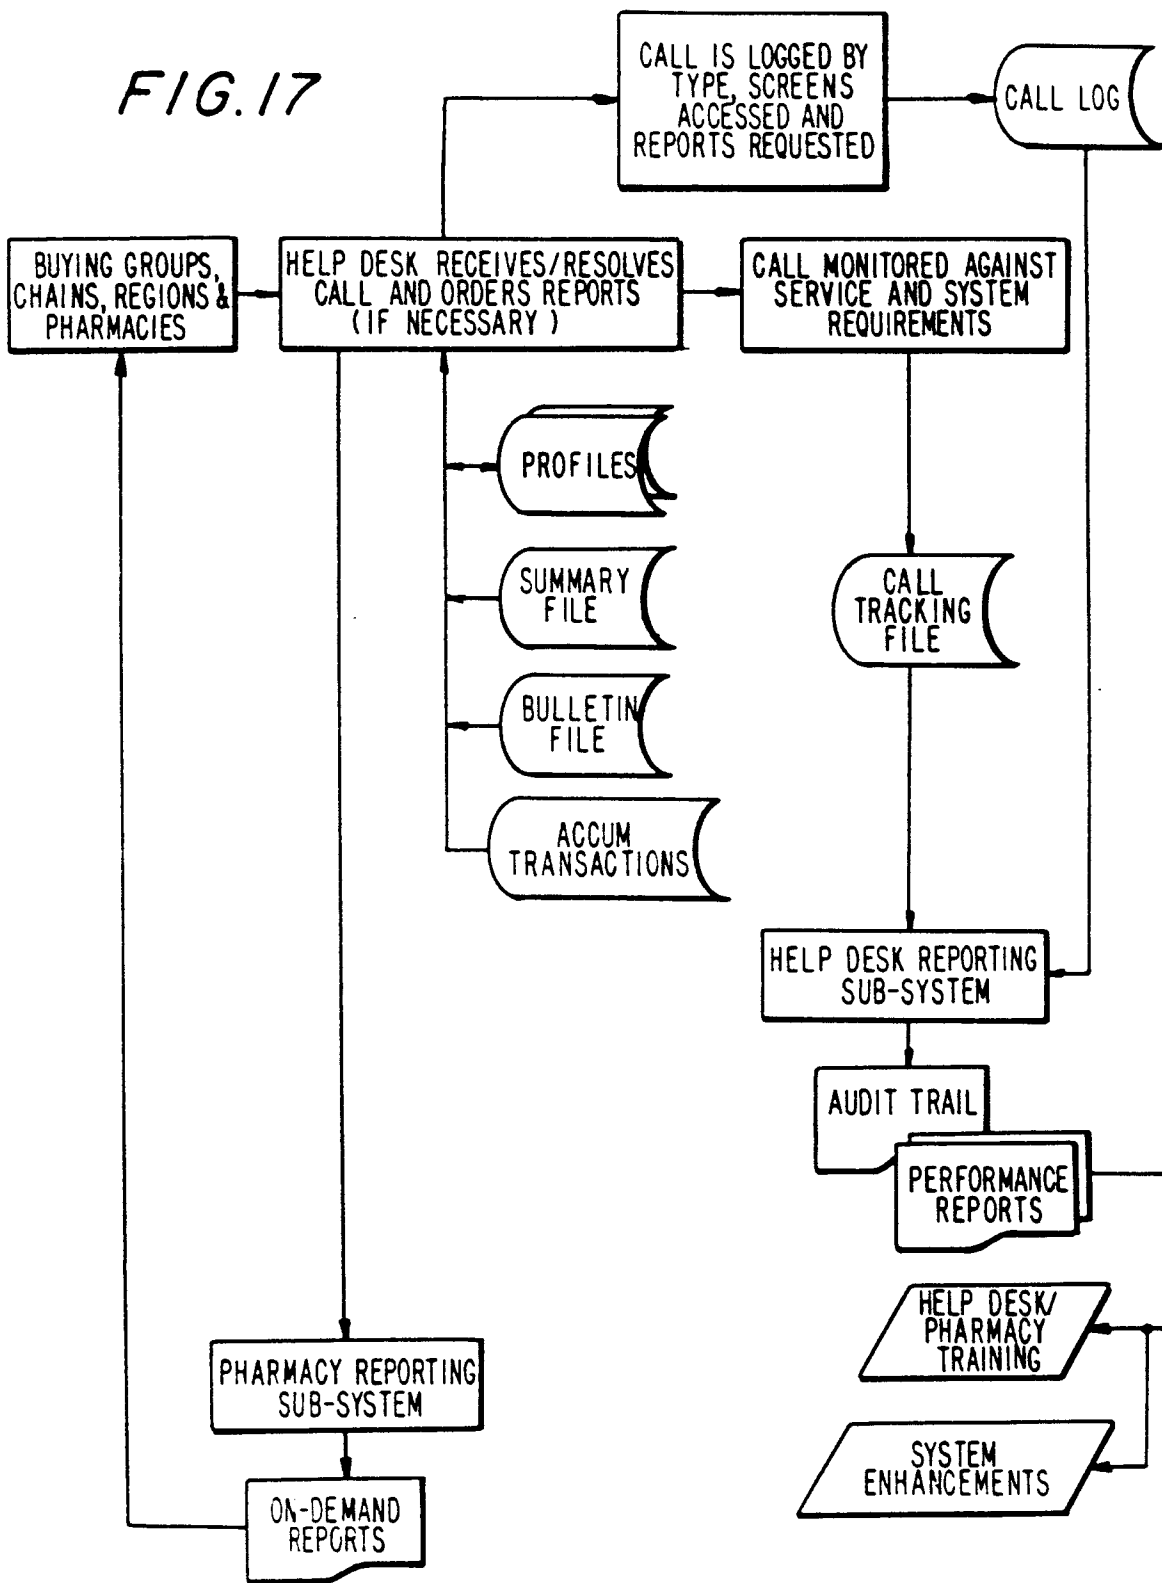 FIG.17
CALL IS LOGGED BY
TYPE, SCREENS
ACCESSED AND
REPORTS REQUESTED
CALL LOG
BUYING GROUPS,
CHAINS, REGIONS &
PHARMACIES
HELP DESK RECEIVES/RESOLVES
CALL AND ORDERS REPORTS
(IF NECESSARY)
CALL MONITORED AGAINST
SERVICE AND SYSTEM
REQUIREMENTS
PROFILES
SUMMARY
FILE
BULLETIN
FILE
ACCUM
TRANSACTIONS
CALL
TRACKING
FILE
HELP DESK REPORTING
SUB-SYSTEM
AUDIT TRAIL
PERFORMANCE
REPORTS
HELP DESK/
PHARMACY
TRAINING
SYSTEM
ENHANCEMENTS
PHARMACY REPORTING
SUB-SYSTEM
ON-DEMAND
REPORTS